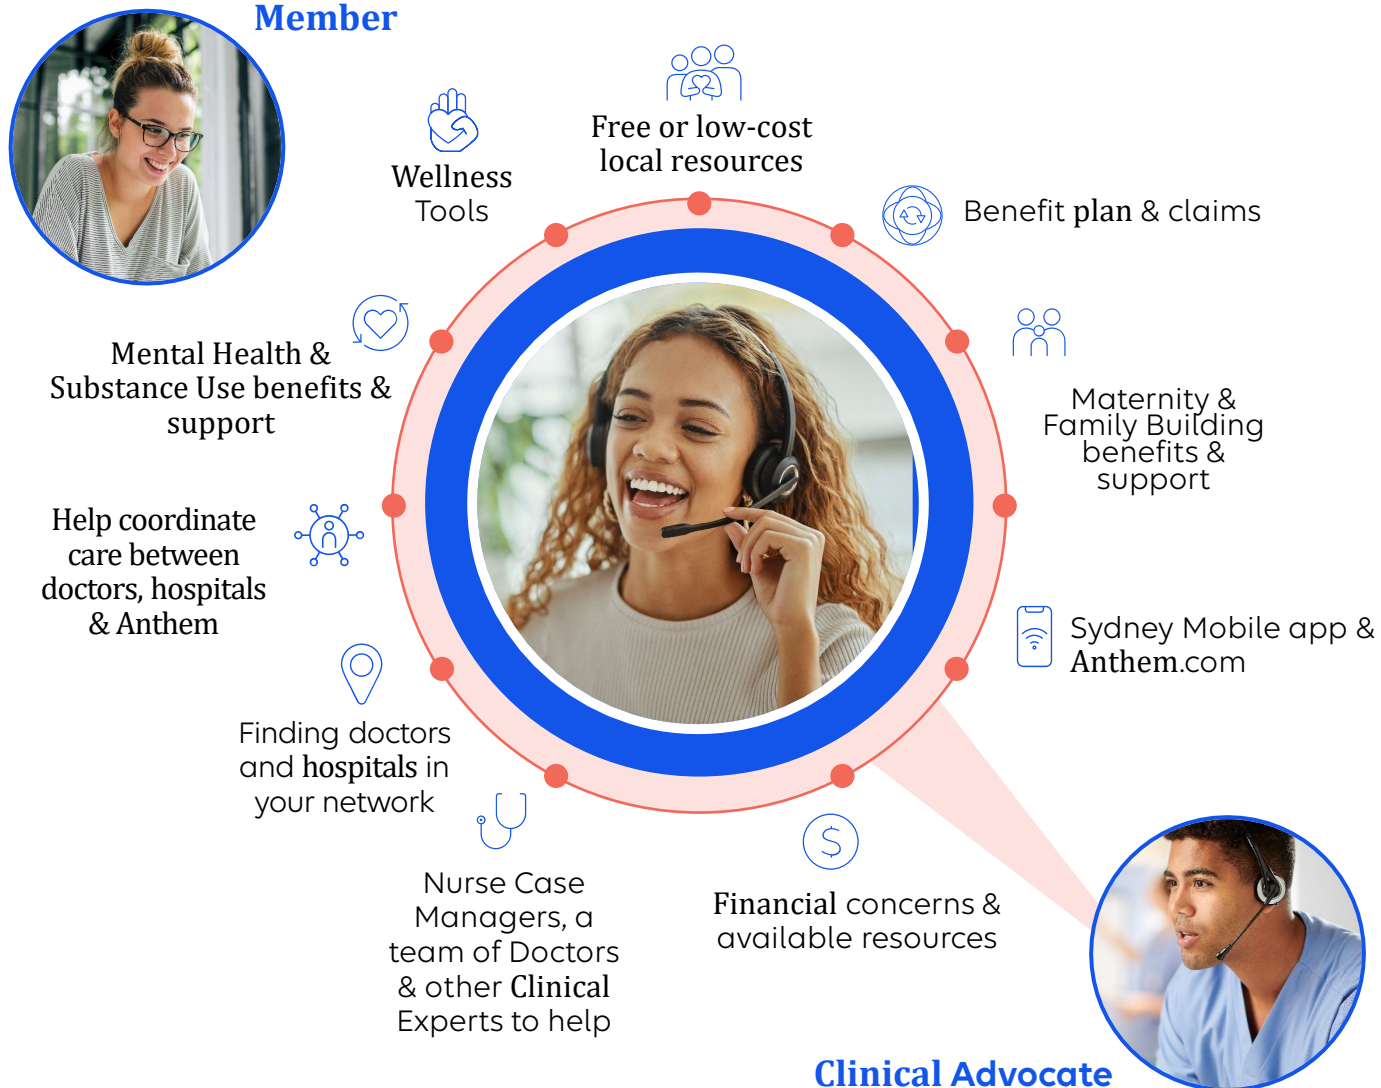 Member
Free or low-cost
local resources
Wellness
Tools
Benefit plan & claims
Mental Health &
Substance Use benefits &
support
Maternity &
Family Building
benefits &
support
Help coordinate
care between
doctors, hospitals
& Anthem
Sydney Mobile app &
Anthem.com
Finding doctors
and hospitals in
your network
Nurse Case
Managers, a
team of Doctors
& other Clinical
Experts to help
$
Financial concerns &
available resources
Clinical Advocate